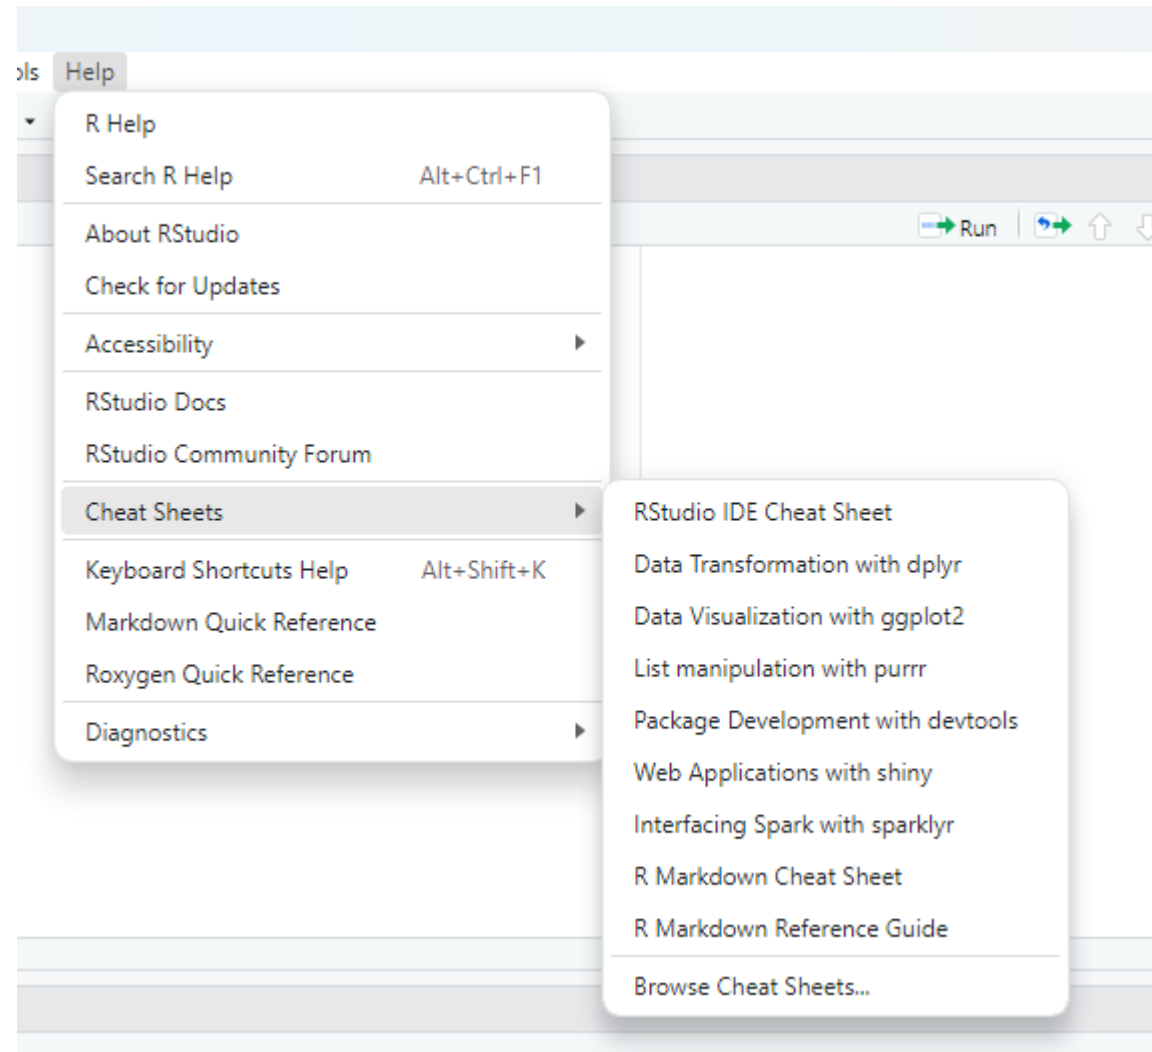 ols Help
R Help
Search R Help Alt+Ctrl+F1
About RStudio
Run
Check for Updates
Accessibility
RStudio Docs
RStudio Community Forum
Cheat Sheets
Keyboard Shortcuts Help Alt+Shift+K
Markdown Quick Reference
Roxygen Quick Reference
Diagnostics
RStudio IDE Cheat Sheet
Data Transformation with dplyr
Data Visualization with ggplot2
List manipulation with purrr
Package Development with devtools
Web Applications with shiny
Interfacing Spark with sparklyr
R Markdown Cheat Sheet
R Markdown Reference Guide
Browse Cheat Sheets...